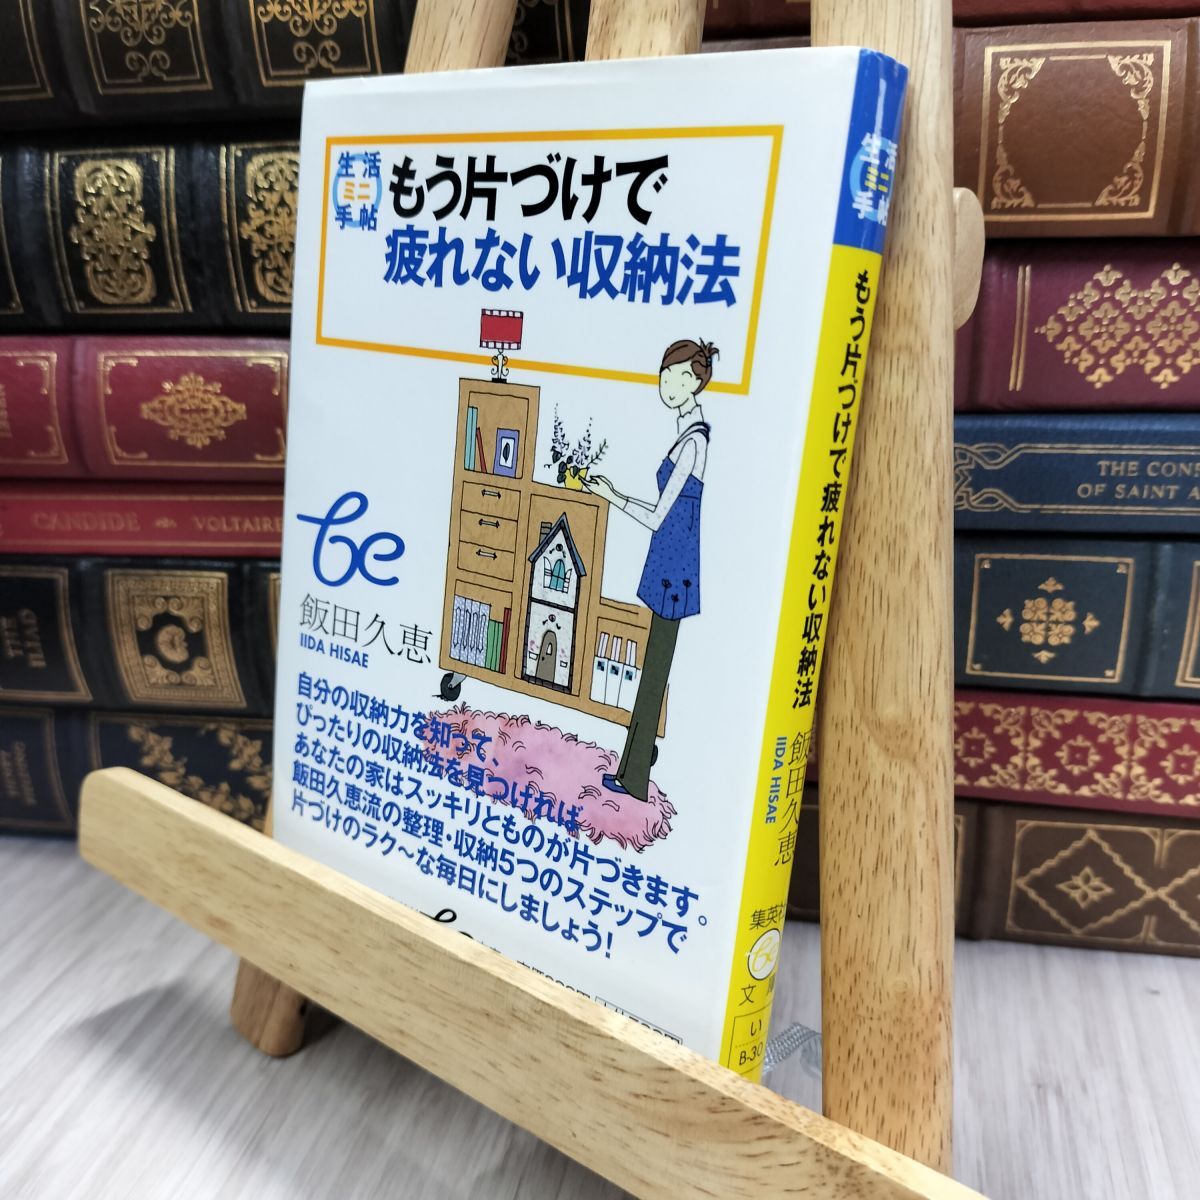 生活
ミニ
手帖
もう片づけで
疲れない収納法
be
飯田久恵
IIDA HISAE
自分の収納力を知って、
ぴったりの収納法を見つければ
あなたの家はスッキリとものが片づきます。
飯田久恵流の整理・収納5つのステップで
片づけのラク〜な毎日にしましょう!
生活
ミニ
手帖
もう片づけで疲れない収納法
飯田久恵
IIDA HISAE
集英社
be
文
い
B-30
CANDIDE
VOLTAIRE
THE
OF SAINT